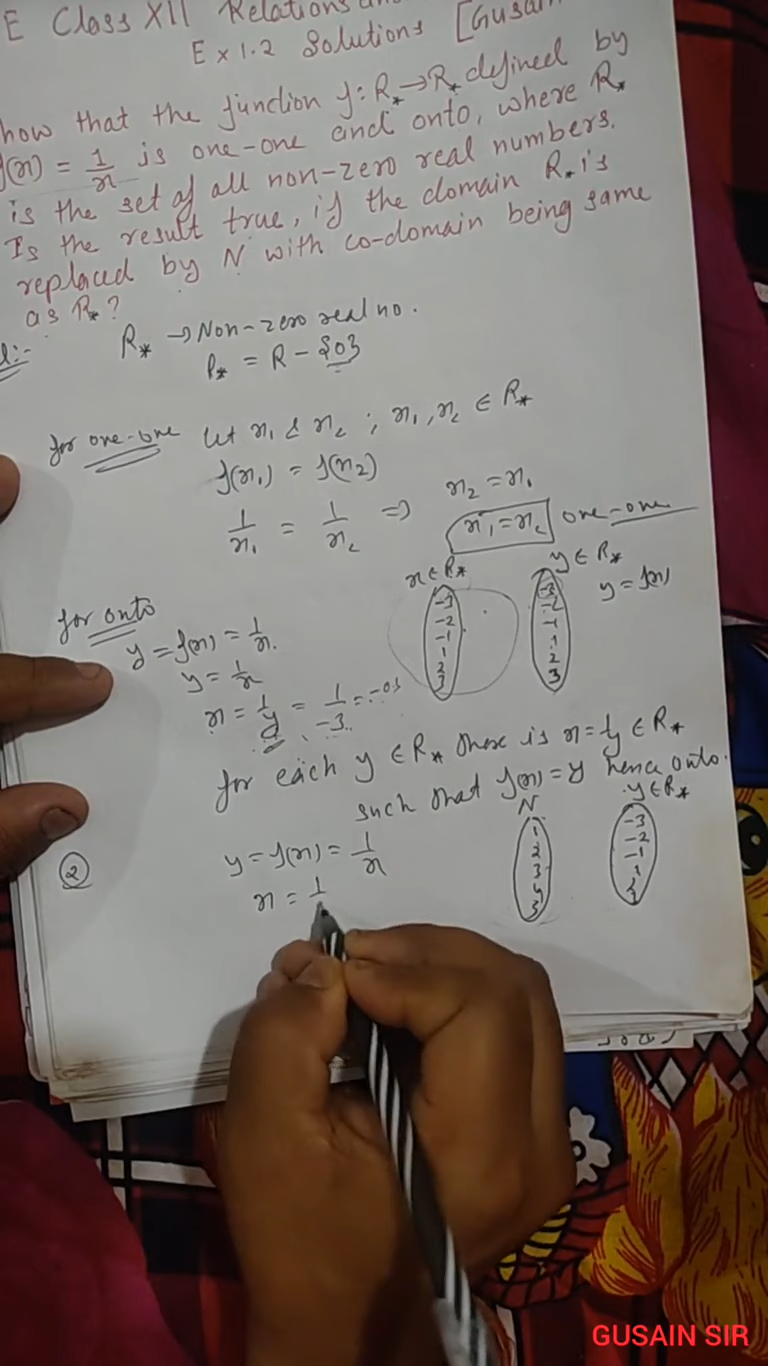 E Class XII Relations
Ex 1.2 Solutions [Gusain
how that the function f: R* → R* defined by
f(x) = 1/x is one-one and onto, where R*
is the set of all non-zero real numbers.
Is the result true, if the domain R* is
replaced by N with co-domain being same
as R*?
R* → Non-zero real no.
R* = R - {0}
for one-one let x₁ & x₂ ; x₁, x₂ ∈ R*
f(x₁) = f(x₂)
1/x₁ = 1/x₂ => x₂ = x₁
x₁ = x₂ one-one
x ∈ R* y ∈ R*
-3 -2 -1 1 2 3
-3 -2 -1 1 2 3
y = f(x)
for onto
y = f(x) = 1/x.
y = 1/x
x = 1/y = 1/-3 = -0.3
for each y ∈ R* there is x = 1/y ∈ R*
such that f(x) = y hence onto.
N y ∈ R*
②
y = f(x) = 1/x
x = 1/
1 2 3 4 5
-3 -2 -1 1 2
GUSAIN SIR